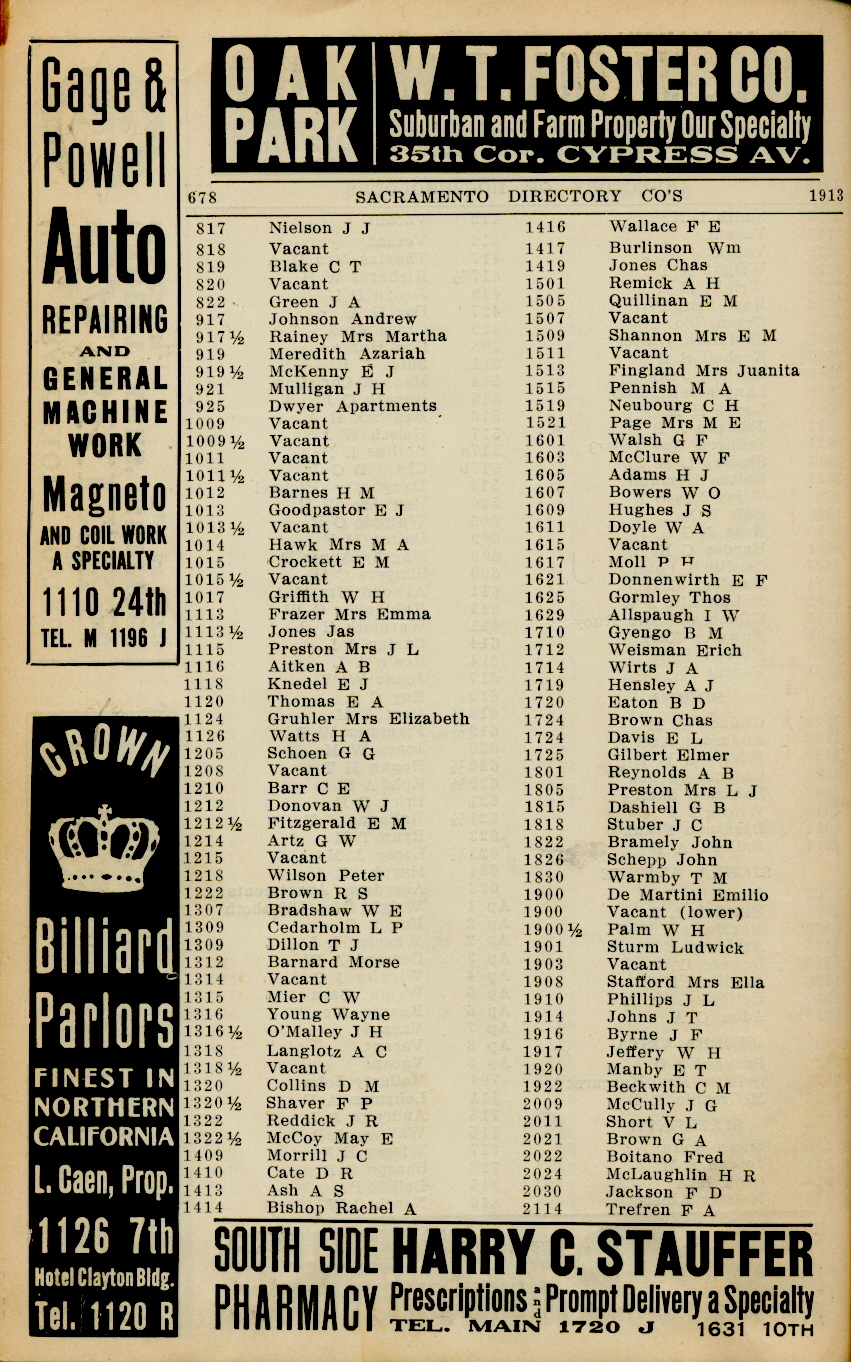 Gage &
Powell
Auto
REPAIRING
AND
GENERAL
MACHINE
WORK
Magneto
AND COIL WORK
A SPECIALTY
1110 24th
TEL. M 1196 J
CROWN
Billiard
Parlors
FINEST IN
NORTHERN
CALIFORNIA
L. Caen, Prop.
1126 7th
Hotel Clayton Bldg.
Tel. 1120 R
OAK
PARK
W. T. FOSTER CO.
Suburban and Farm Property Our Specialty
35th Cor. CYPRESS AV.
678 SACRAMENTO DIRECTORY CO'S 1913
817 Nielson J J
818 Vacant
819 Blake C T
820 Vacant
822 Green J A
917 Johnson Andrew
917½ Rainey Mrs Martha
919 Meredith Azariah
919½ McKenny E J
921 Mulligan J H
925 Dwyer Apartments
1009 Vacant
1009½ Vacant
1011 Vacant
1011½ Vacant
1012 Barnes H M
1013 Goodpastor E J
1013½ Vacant
1014 Hawk Mrs M A
1015 Crockett E M
1015½ Vacant
1017 Griffith W H
1113 Frazer Mrs Emma
1113½ Jones Jas
1115 Preston Mrs J L
1116 Aitken A B
1118 Knedel E J
1120 Thomas E A
1124 Gruhler Mrs Elizabeth
1126 Watts H A
1205 Schoen G G
1208 Vacant
1210 Barr C E
1212 Donovan W J
1212½ Fitzgerald E M
1214 Artz G W
1215 Vacant
1218 Wilson Peter
1222 Brown R S
1307 Bradshaw W E
1309 Cedarholm L P
1309 Dillon T J
1312 Barnard Morse
1314 Vacant
1315 Mier C W
1316 Young Wayne
1316½ O'Malley J H
1318 Langlotz A C
1318½ Vacant
1320 Collins D M
1320½ Shaver F P
1322 Reddick J R
1322½ McCoy May E
1409 Morrill J C
1410 Cate D R
1413 Ash A S
1414 Bishop Rachel A
1416 Wallace F E
1417 Burlinson Wm
1419 Jones Chas
1501 Remick A H
1505 Quillinan E M
1507 Vacant
1509 Shannon Mrs E M
1511 Vacant
1513 Fingland Mrs Juanita
1515 Pennish M A
1519 Neubourg C H
1521 Page Mrs M E
1601 Walsh G F
1603 McClure W F
1605 Adams H J
1607 Bowers W O
1609 Hughes J S
1611 Doyle W A
1615 Vacant
1617 Moll P H
1621 Donnenwirth E F
1625 Gormley Thos
1629 Allspaugh I W
1710 Gyengo B M
1712 Weisman Erich
1714 Wirts J A
1719 Hensley A J
1720 Eaton B D
1724 Brown Chas
1724 Davis E L
1725 Gilbert Elmer
1801 Reynolds A B
1805 Preston Mrs L J
1815 Dashiell G B
1818 Stuber J C
1822 Bramely John
1826 Schepp John
1830 Warmby T M
1900 De Martini Emilio
1900 Vacant (lower)
1900½ Palm W H
1901 Sturm Ludwick
1903 Vacant
1908 Stafford Mrs Ella
1910 Phillips J L
1914 Johns J T
1916 Byrne J F
1917 Jeffery W H
1920 Manby E T
1922 Beckwith C M
2009 McCully J G
2011 Short V L
2021 Brown G A
2022 Boitano Fred
2024 McLaughlin H R
2030 Jackson F D
2114 Trefren F A
SOUTH SIDE
PHARMACY
HARRY C. STAUFFER
Prescriptions and Prompt Delivery a Specialty
TEL. MAIN 1720 J 1631 10TH